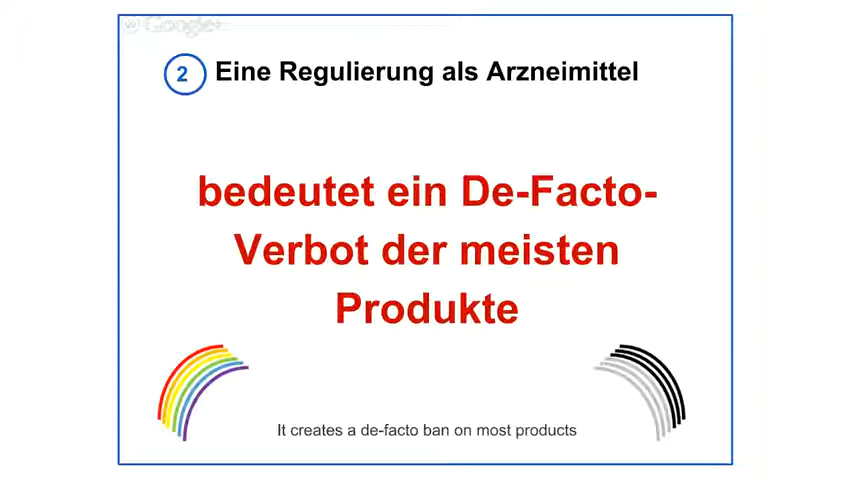 Google+
2 Eine Regulierung als Arzneimittel
bedeutet ein De-Facto-
Verbot der meisten
Produkte
It creates a de-facto ban on most products